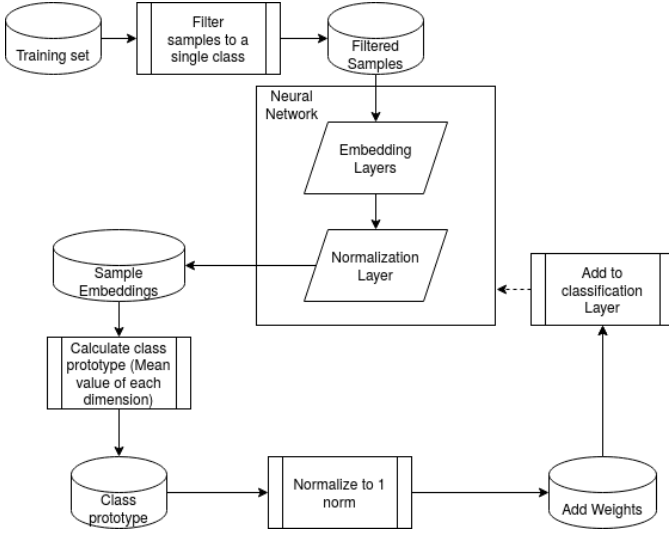 Training set
Filter
samples to a
single class
Filtered
Samples
Neural
Network
Embedding
Layers
Normalization
Layer
Sample
Embeddings
Add to
classification
Layer
Calculate class
prototype (Mean
value of each
dimension)
Class
prototype
Normalize to 1
norm
Add Weights